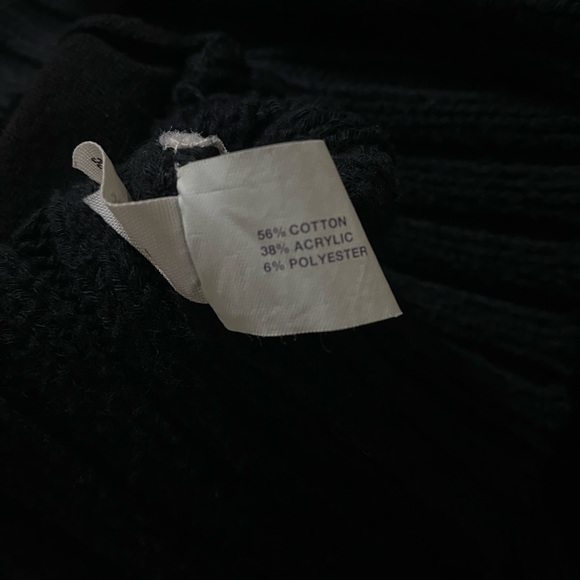 56% COTTON
38% ACRYLIC
6% POLYESTER